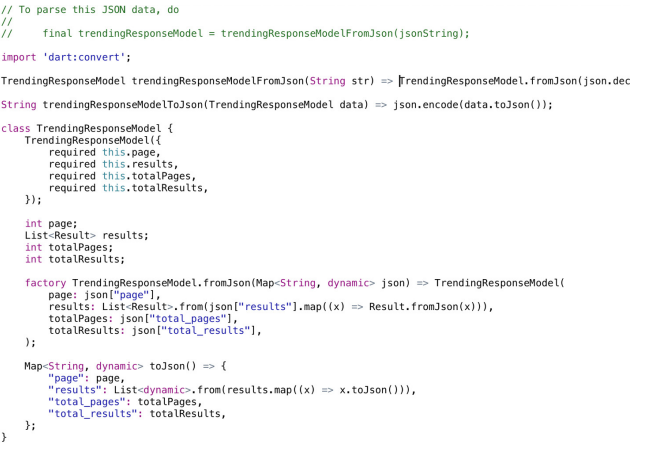 // To parse this JSON data, do
//
//     final trendingResponseModel = trendingResponseModelFromJson(jsonString);

import 'dart:convert';

TrendingResponseModel trendingResponseModelFromJson(String str) => TrendingResponseModel.fromJson(json.dec

String trendingResponseModelToJson(TrendingResponseModel data) => json.encode(data.toJson());

class TrendingResponseModel {
    TrendingResponseModel({
        required this.page,
        required this.results,
        required this.totalPages,
        required this.totalResults,
    });

    int page;
    List<Result> results;
    int totalPages;
    int totalResults;

    factory TrendingResponseModel.fromJson(Map<String, dynamic> json) => TrendingResponseModel(
        page: json["page"],
        results: List<Result>.from(json["results"].map((x) => Result.fromJson(x))),
        totalPages: json["total_pages"],
        totalResults: json["total_results"],
    );

    Map<String, dynamic> toJson() => {
        "page": page,
        "results": List<dynamic>.from(results.map((x) => x.toJson())),
        "total_pages": totalPages,
        "total_results": totalResults,
    };
}